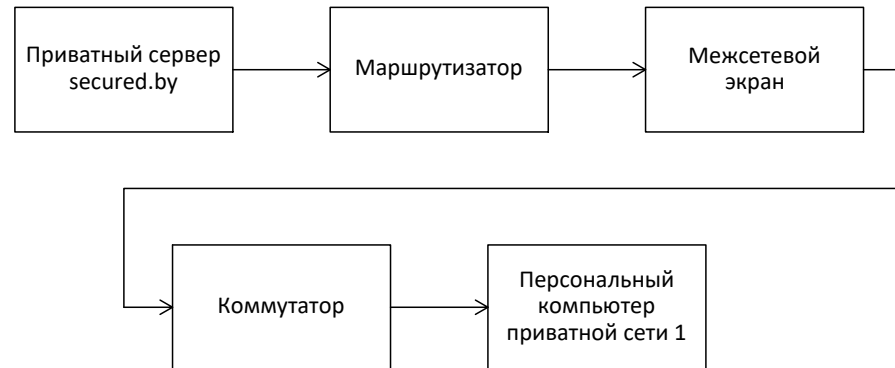 Приватный сервер
secured.by
Маршрутизатор
Межсетевой
экран
Коммутатор
Персональный
компьютер
приватной сети 1